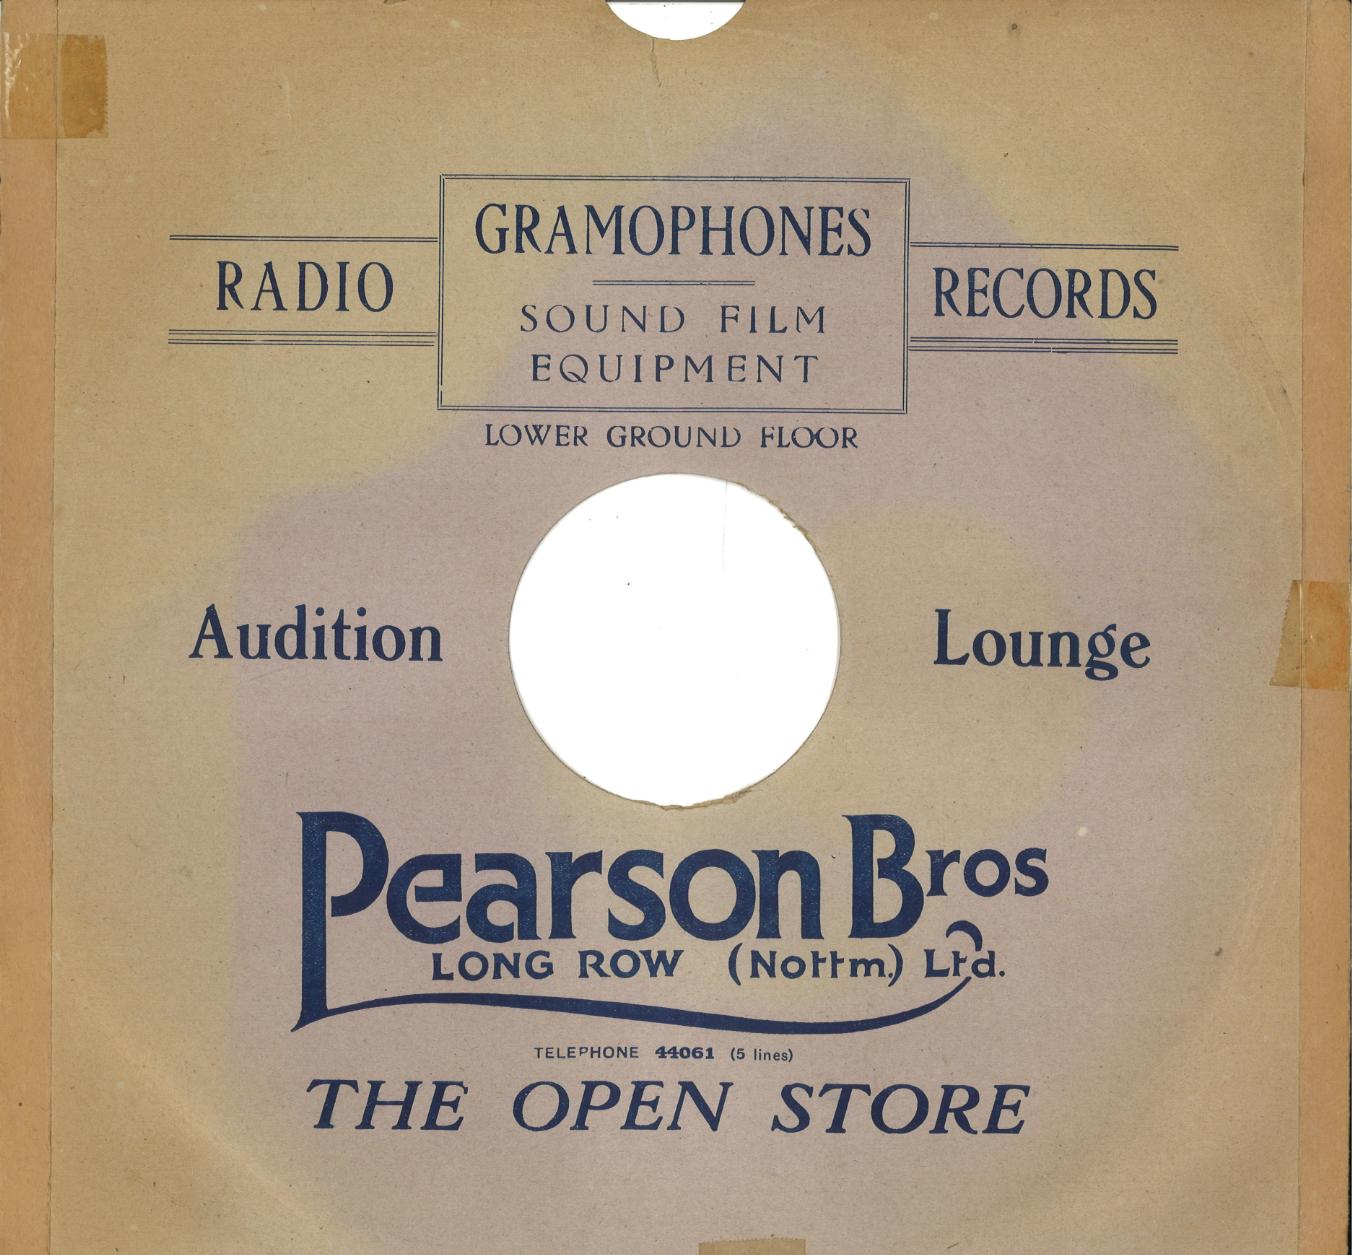 GRAMOPHONES
RADIO
RECORDS
SOUND FILM
EQUIPMENT
LOWER GROUND FLOOR
Audition Lounge
Pearson Bros
LONG ROW (Nottm.) Ltd.
TELEPHONE 44061 (5 lines)
THE OPEN STORE